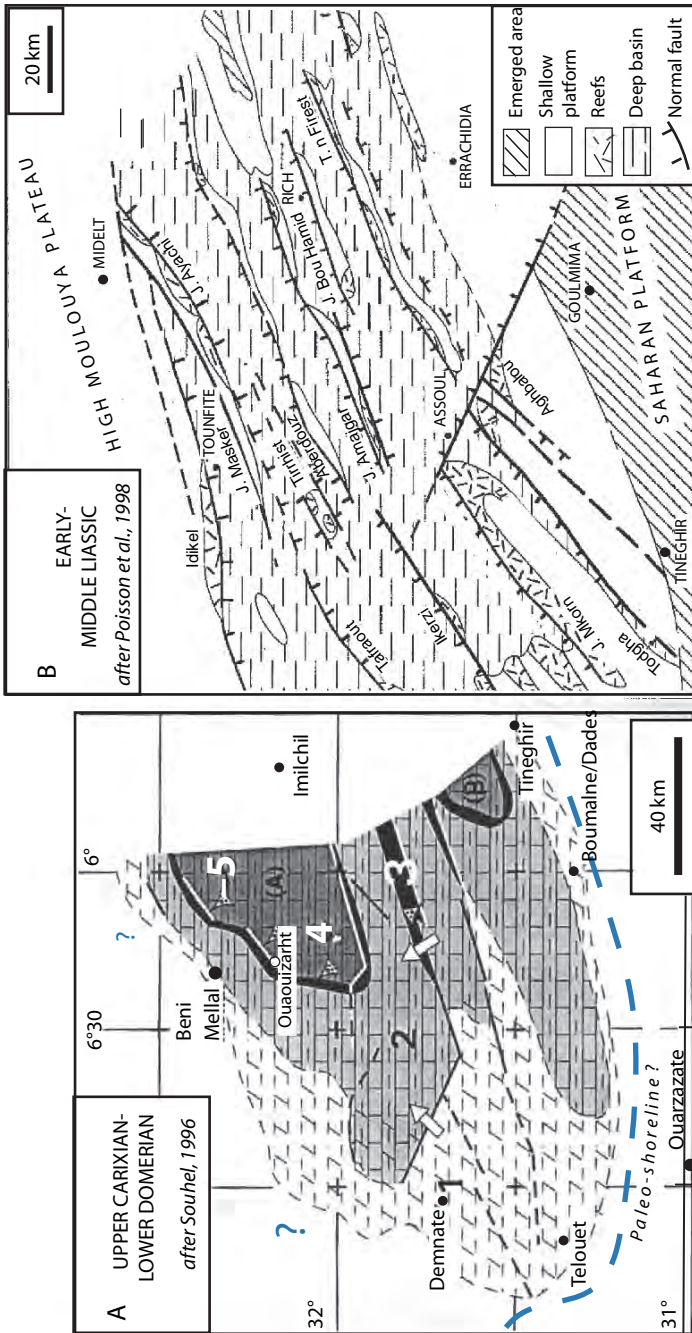 A
UPPER CARIXIAN-
LOWER DOMERIAN
after Souhel, 1996
6°30
6°
32°
31°
?
?
Beni
Mellal
Ouaouizarht
Imilchil
5
(A)
4
3
2
1
(B)
Demnate
Telouet
Tineghir
Boumalne/Dades
Paleo-shoreline?
Ouarzazate
40 km
B
EARLY-
MIDDLE LIASSIC
after Poisson et al., 1998
20 km
HIGH MOULOUYA PLATEAU
MIDELT
J. Ayachi
TOUNFITE
Idikel
J. Maskej
Tirrhist
Aberdouz
J. Amalgar
J. Bou Hamid
RICH
T. n Firest
ERRACHIDIA
Tafraout
Ikerzi
ASSOUL
Aghbalou
J. Mkorn
Todgha
GOULMIMA
TINEGHIR
SAHARAN PLATFORM
Emerged area
Shallow
platform
Reefs
Deep basin
Normal fault